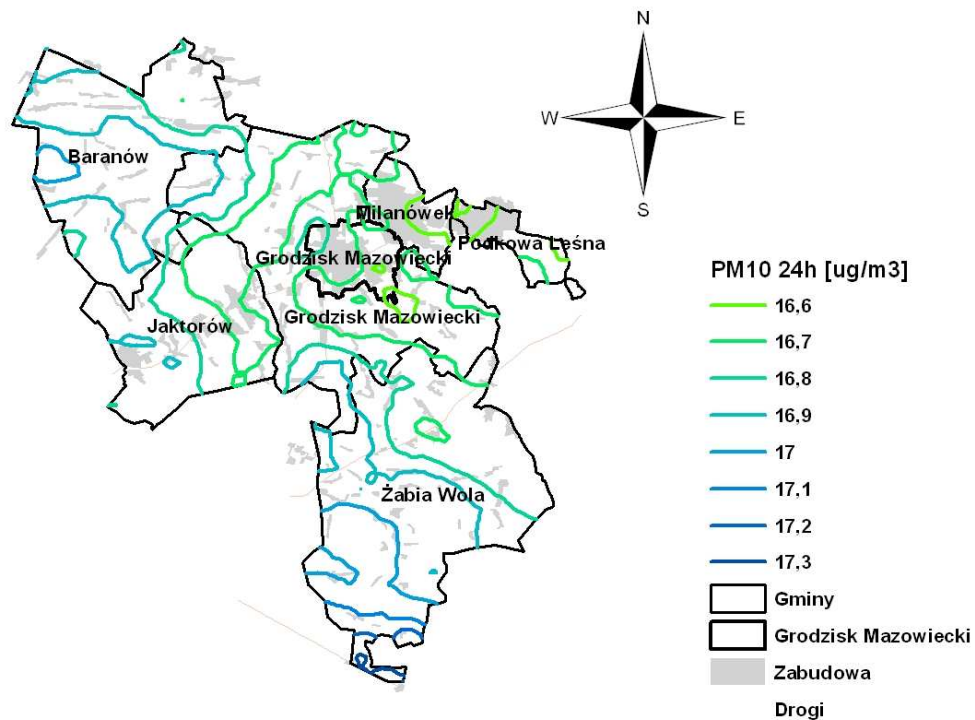 N
W
E
S
Baranów
Milanówek
Podkowa Leśna
Grodzisk Mazowiecki
Grodzisk Mazowiecki
Jaktorów
Żabia Wola
PM10 24h [ug/m3]
16,6
16,7
16,8
16,9
17
17,1
17,2
17,3
Gminy
Grodzisk Mazowiecki
Zabudowa
Drogi